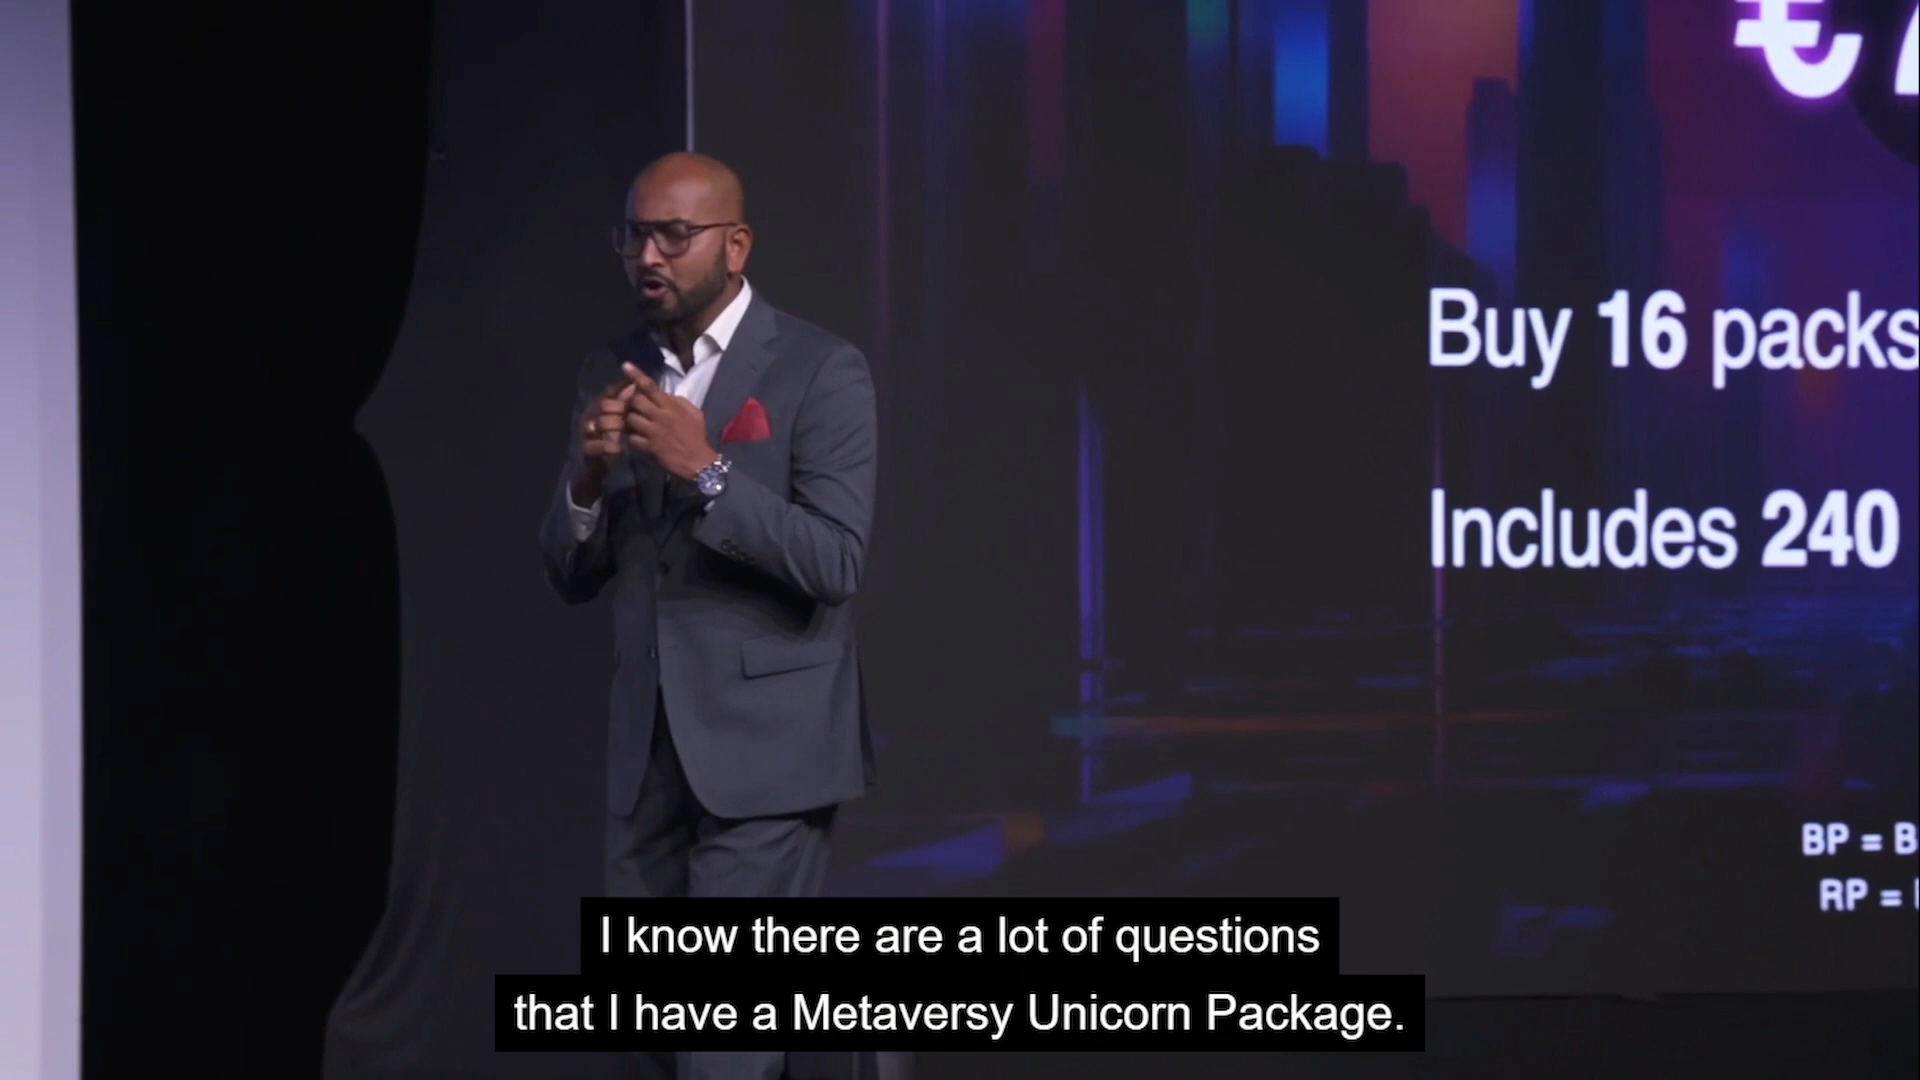 €
Buy 16 packs
Includes 240
BP = B
RP =
I know there are a lot of questions
that I have a Metaversy Unicorn Package.